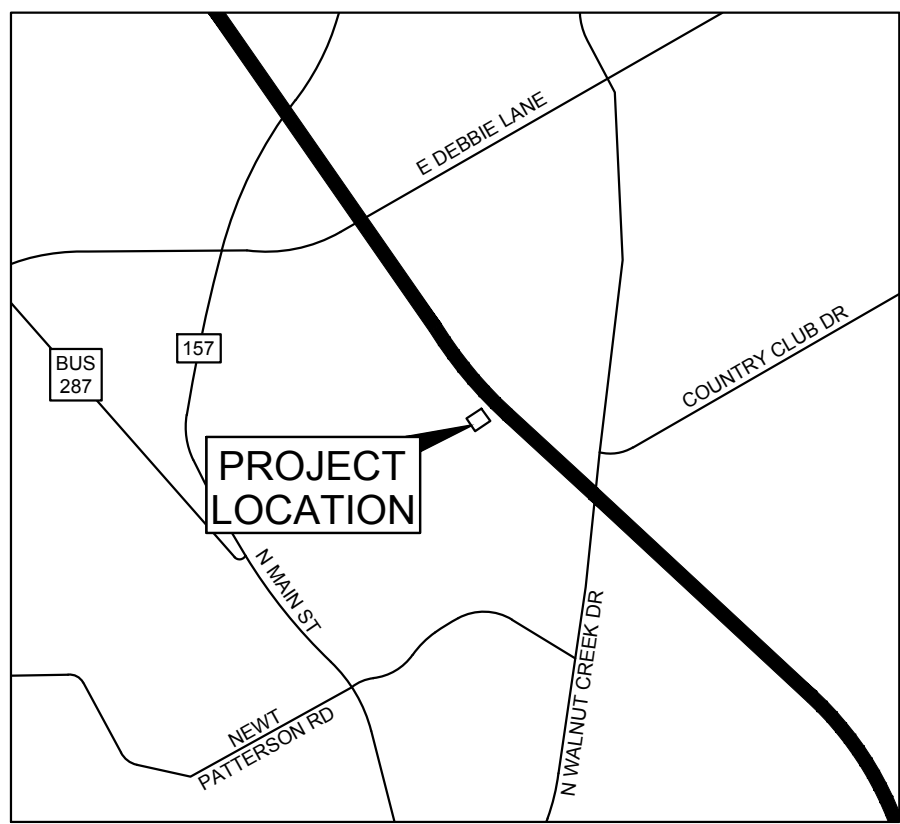 E DEBBIE LANE
157
BUS
287
COUNTRY CLUB DR
PROJECT
LOCATION
N MAIN ST
N WALNUT CREEK DR
NEWT
PATTERSON RD